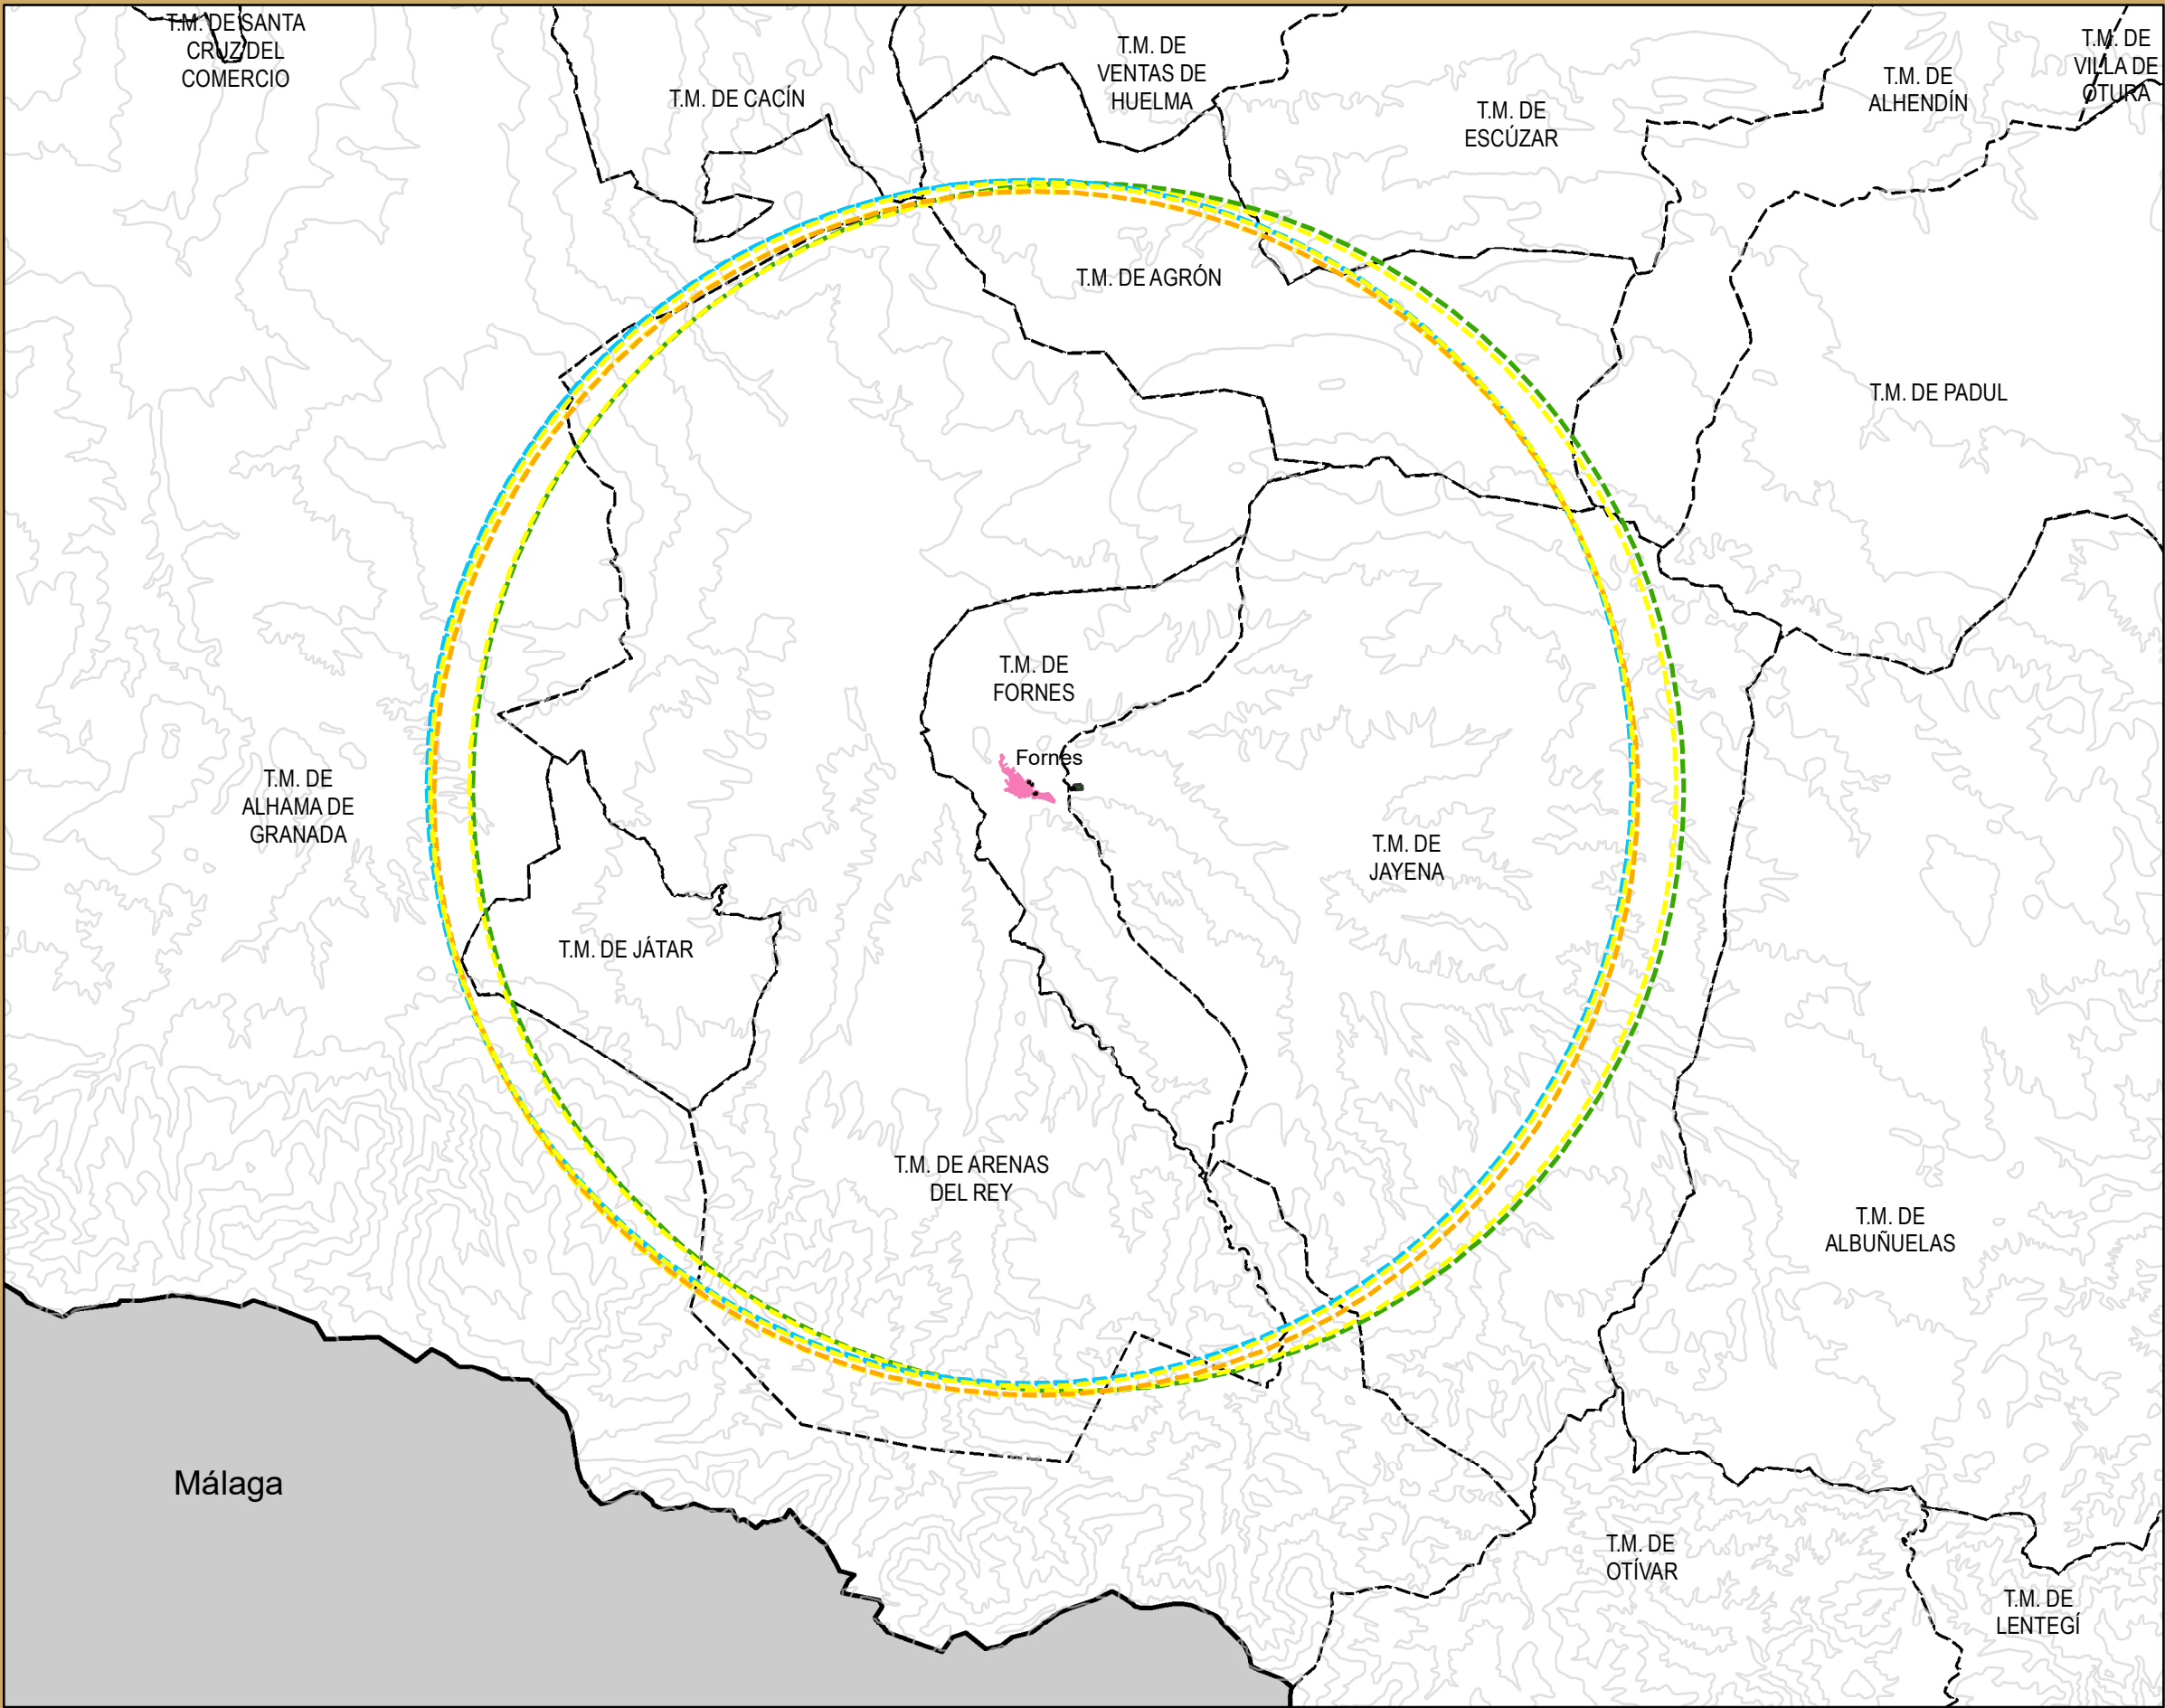 T.M. DE SANTA
CRUZ DEL
COMERCIO
T.M. DE CACÍN
T.M. DE
VENTAS DE
HUELMA
T.M. DE
ESCÚZAR
T.M. DE
ALHENDÍN
T.M. DE
VILLA DE
OTURA
T.M. DE AGRÓN
T.M. DE PADUL
T.M. DE
FORNES
Fornes
T.M. DE
ALHAMA DE
GRANADA
T.M. DE
JAYENA
T.M. DE JÁTAR
T.M. DE ARENAS
DEL REY
T.M. DE
ALBUÑUELAS
Málaga
T.M. DE
OTÍVAR
T.M. DE
LENTEGÍ